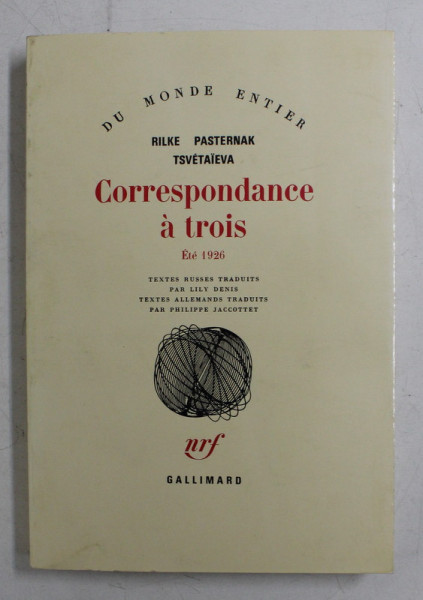 DU MONDE ENTIER
RILKE PASTERNAK
TSVÉTAÏEVA
Correspondance
à trois
Été 1926
TEXTES RUSSES TRADUITS
PAR LILY DENIS
TEXTES ALLEMANDS TRADUITS
PAR PHILIPPE JACCOTTET
nrf
GALLIMARD